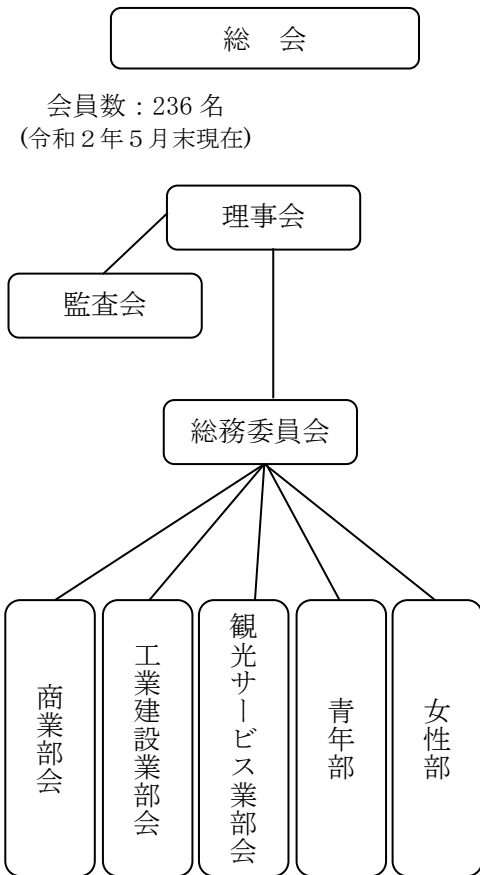 総　会
会員数：236 名
(令和２年５月末現在)
理事会
監査会
総務委員会
商業部会
工業建設業部会
観光サービス業部会
青年部
女性部